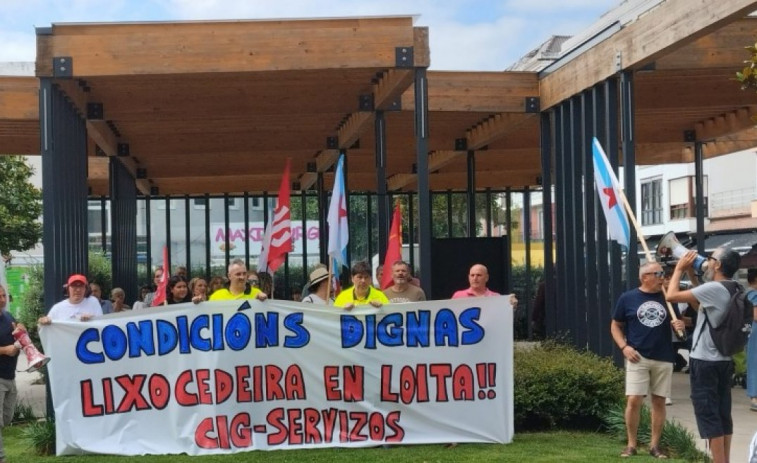 CONDICIÓNS DIGNAS
LIXO CEDEIRA EN LOITA!!
CIG-SERVIZOS